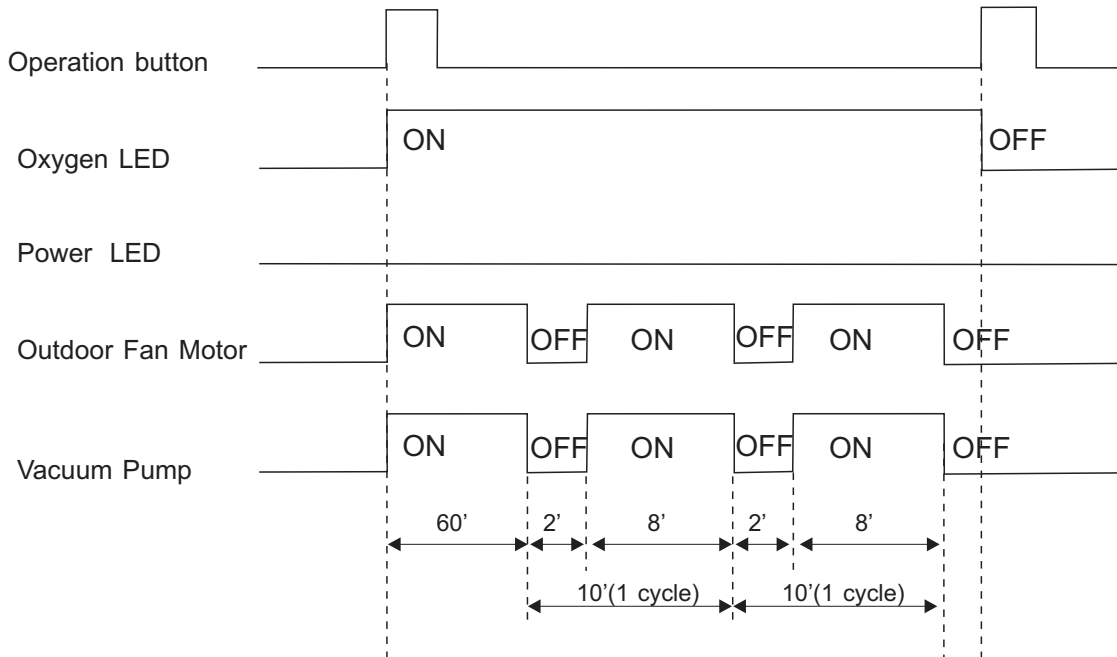 Operation button
Oxygen LED
ON
OFF
Power LED
Outdoor Fan Motor
ON
OFF
ON
OFF
ON
OFF
Vacuum Pump
ON
OFF
ON
OFF
ON
OFF
60’
2’
8’
2’
8’
10’(1 cycle)
10’(1 cycle)